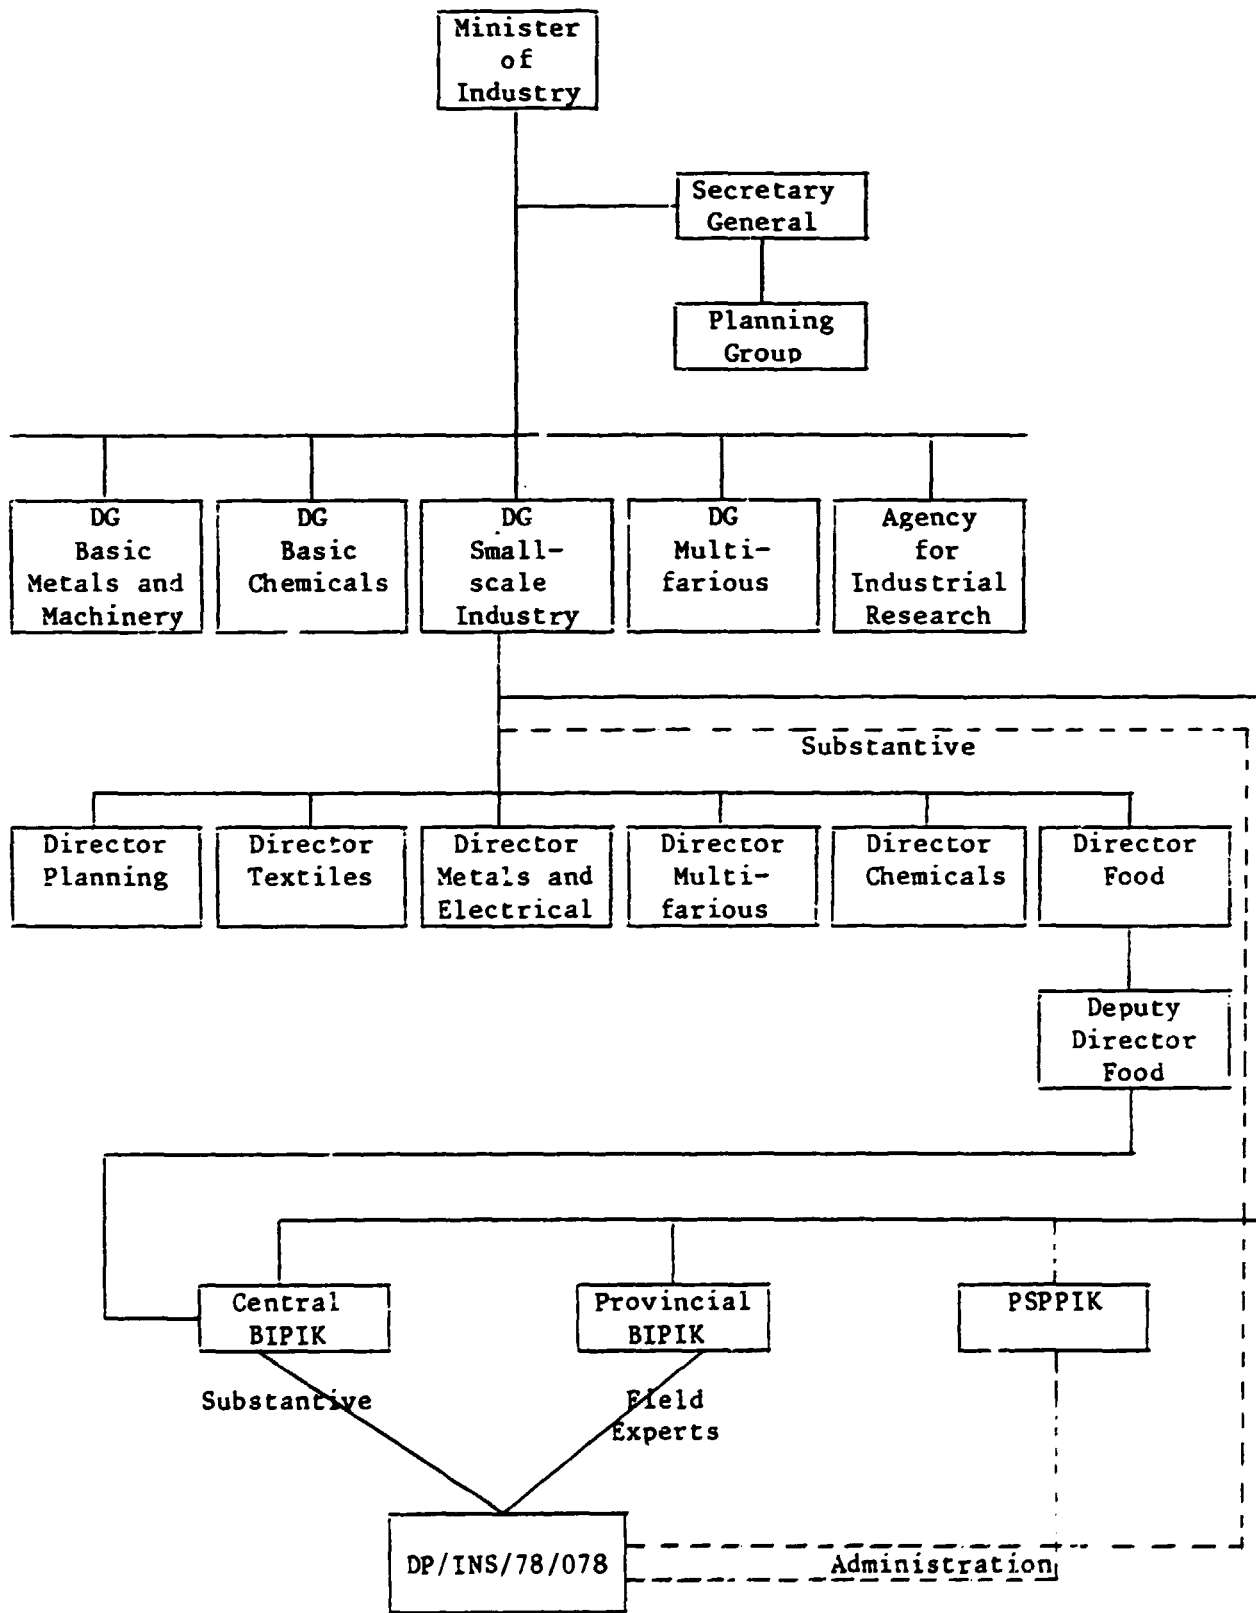 Minister
of
Industry
Secretary
General
Planning
Group
DG
Basic
Metals and
Machinery
DG
Basic
Chemicals
DG
Small-
scale
Industry
DG
Multi-
farious
Agency
for
Industrial
Research
Substantive
Director
Planning
Director
Textiles
Director
Metals and
Electrical
Director
Multi-
farious
Director
Chemicals
Director
Food
Deputy
Director
Food
Central
BIPIK
Provincial
BIPIK
PSPPIK
Substantive
Field
Experts
DP/INS/78/078
Administration